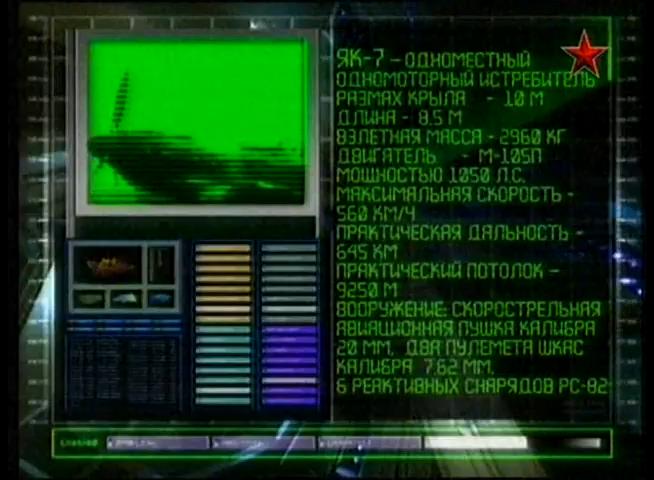 ЯК-7 – ОДНОМЕСТНЫЙ
ОДНОМОТОРНЫЙ ИСТРЕБИТЕЛЬ
РАЗМАХ КРЫЛА - 10 М
ДЛИНА - 8.5 М
ВЗЛЕТНАЯ МАССА - 2960 КГ
ДВИГАТЕЛЬ - М-105П
МОЩНОСТЬЮ 1050 Л.С.
МАКСИМАЛЬНАЯ СКОРОСТЬ -
560 КМ/Ч
ПРАКТИЧЕСКАЯ ДАЛЬНОСТЬ -
645 КМ
ПРАКТИЧЕСКИЙ ПОТОЛОК –
9250 М
ВООРУЖЕНИЕ: СКОРОСТРЕЛЬНАЯ
АВИАЦИОННАЯ ПУШКА КАЛИБРА
20 ММ, ДВА ПУЛЕМЕТА ШКАС
КАЛИБРА 7.62 ММ.
6 РЕАКТИВНЫХ СНАРЯДОВ РС-82